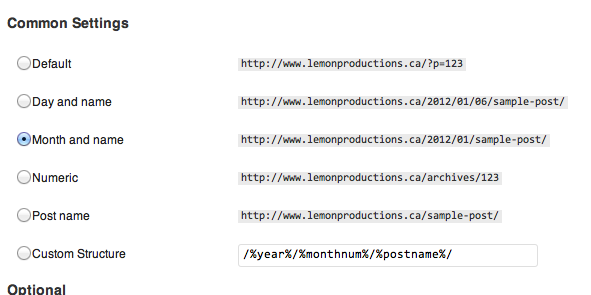 Common Settings
Default http://www.lemonproductions.ca/?p=123
Day and name http://www.lemonproductions.ca/2012/01/06/sample-post/
Month and name http://www.lemonproductions.ca/2012/01/sample-post/
Numeric http://www.lemonproductions.ca/archives/123
Post name http://www.lemonproductions.ca/sample-post/
Custom Structure /%year%/%monthnum%/%postname%/
Optional